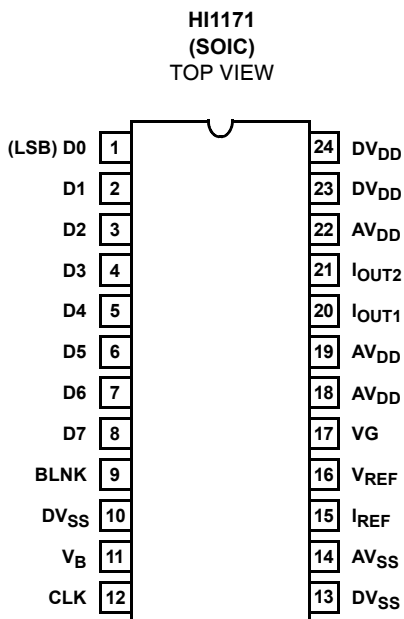 HI1171
(SOIC)
TOP VIEW
(LSB) D0 1 24 DVDD
D1 2 23 DVDD
D2 3 22 AVDD
D3 4 21 IOUT2
D4 5 20 IOUT1
D5 6 19 AVDD
D6 7 18 AVDD
D7 8 17 VG
BLNK 9 16 VREF
DVSS 10 15 IREF
VB 11 14 AVSS
CLK 12 13 DVSS